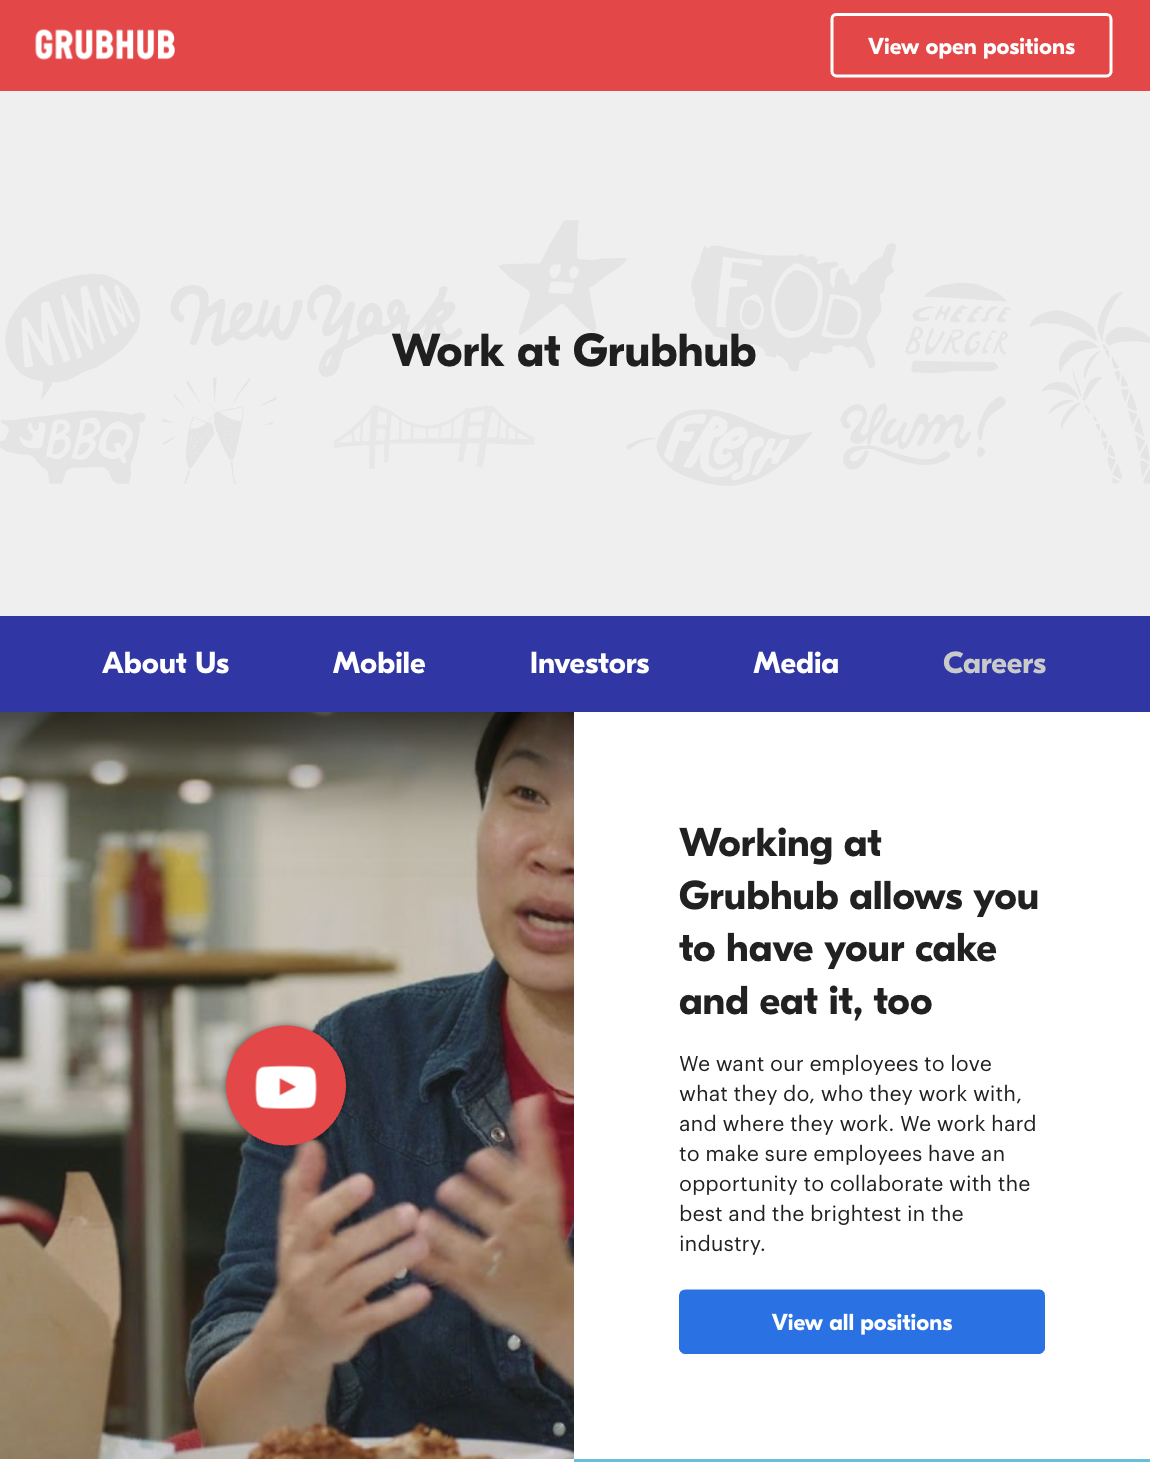 GRUBHUB
View open positions
MMM
New York
FOOD
CHEESE
BURGER
Work at Grubhub
BBQ
FRESH
Yum!
About Us
Mobile
Investors
Media
Careers
Working at
Grubhub allows you
to have your cake
and eat it, too
We want our employees to love
what they do, who they work with,
and where they work. We work hard
to make sure employees have an
opportunity to collaborate with the
best and the brightest in the
industry.
View all positions